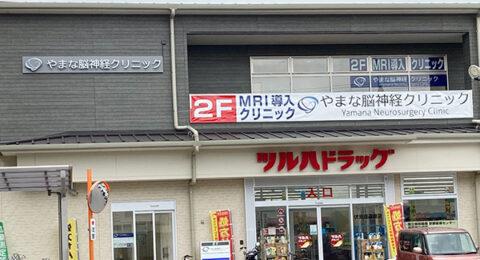 やまな脳神経クリニック
2F MRI導入
クリニック
やまな脳神経クリニック
2F MRI導入
クリニック
やまな脳神経クリニック
Yamana Neurosurgery Clinic
ツルハドラッグ
入口
処方